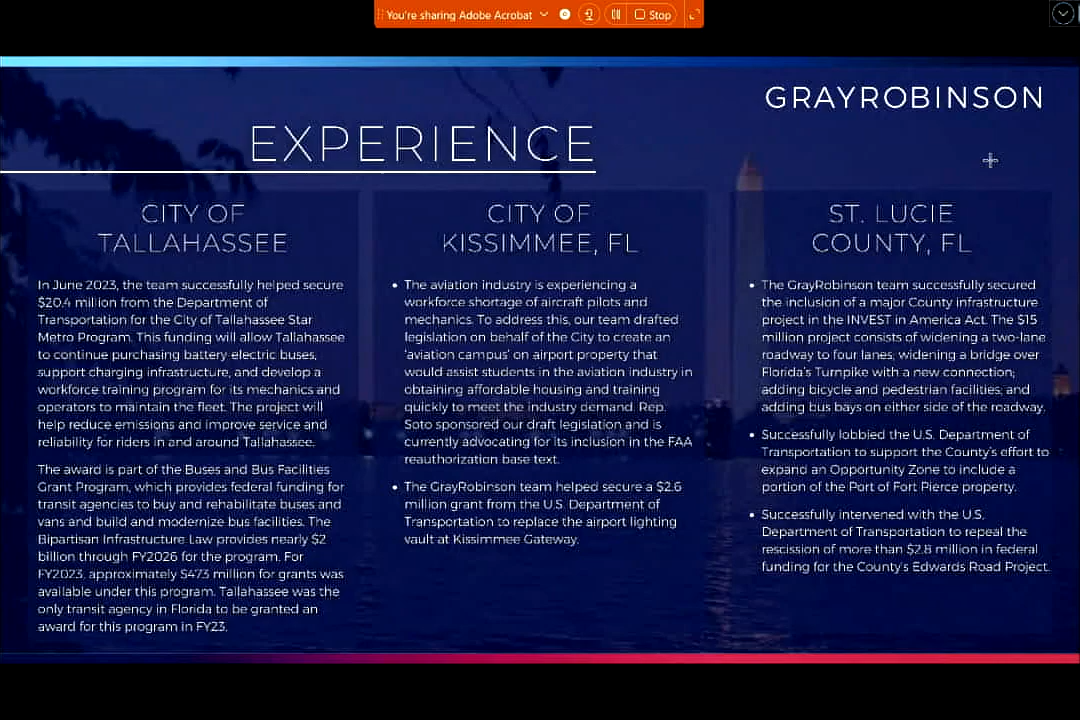 You're sharing Adobe Acrobat
Stop
GRAYROBINSON
EXPERIENCE
CITY OF
TALLAHASSEE
In June 2023, the team successfully helped secure
$20.4 million from the Department of
Transportation for the City of Tallahassee Star
Metro Program. This funding will allow Tallahassee
to continue purchasing battery-electric buses,
support charging infrastructure, and develop a
workforce training program for its mechanics and
operators to maintain the fleet. The project will
help reduce emissions and improve service and
reliability for riders in and around Tallahassee.
The award is part of the Buses and Bus Facilities
Grant Program, which provides federal funding for
transit agencies to buy and rehabilitate buses and
vans and build and modernize bus facilities. The
Bipartisan Infrastructure Law provides nearly $2
billion through FY2026 for the program. For
FY2023, approximately $473 million for grants was
available under this program. Tallahassee was the
only transit agency in Florida to be granted an
award for this program in FY23.
CITY OF
KISSIMMEE, FL
• The aviation industry is experiencing a
workforce shortage of aircraft pilots and
mechanics. To address this, our team drafted
legislation on behalf of the City to create an
'aviation campus' on airport property that
would assist students in the aviation industry in
obtaining affordable housing and training
quickly to meet the industry demand. Rep.
Soto sponsored our draft legislation and is
currently advocating for its inclusion in the FAA
reauthorization base text.
• The GrayRobinson team helped secure a $2.6
million grant from the U.S. Department of
Transportation to replace the airport lighting
vault at Kissimmee Gateway.
ST. LUCIE
COUNTY, FL
• The GrayRobinson team successfully secured
the inclusion of a major County infrastructure
project in the INVEST in America Act. The $15
million project consists of widening a two-lane
roadway to four lanes; widening a bridge over
Florida's Turnpike with a new connection;
adding bicycle and pedestrian facilities; and
adding bus bays on either side of the roadway.
• Successfully lobbied the U.S. Department of
Transportation to support the County's effort to
expand an Opportunity Zone to include a
portion of the Port of Fort Pierce property.
• Successfully intervened with the U.S.
Department of Transportation to repeal the
rescission of more than $2.8 million in federal
funding for the County's Edwards Road Project.